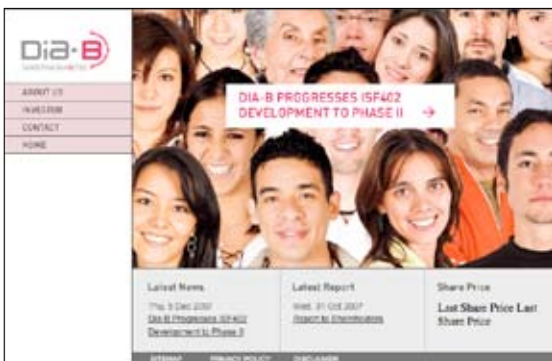 Dia-B
ABOUT US
INVESTOR
CONTACT
HOME
DIA-B PROGRESSES ISF402
DEVELOPMENT TO PHASE II
Latest News
Thu, 5 Dec 2007
Dia-B Progresses ISF402
Development to Phase II
Latest Report
Wed, 31 Oct 2007
Report to Shareholders
Share Price
Last Share Price Last
Share Price
SITEMAP PRIVACY POLICY DISCLAIMER